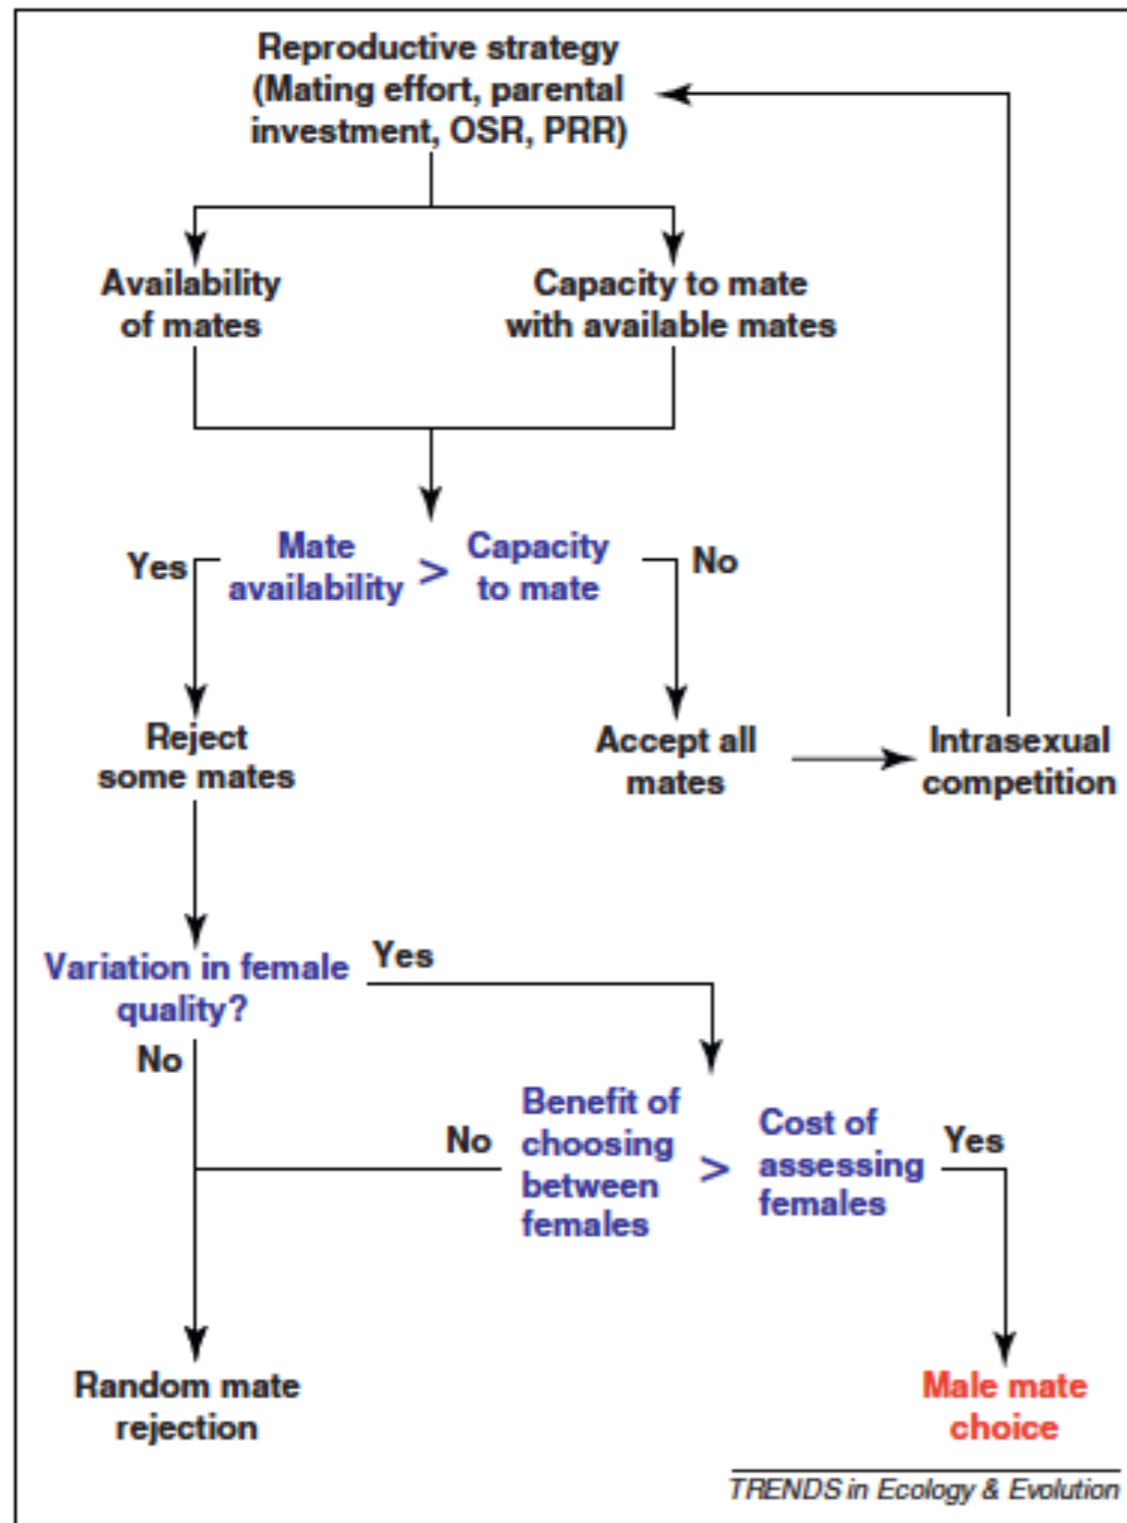 Reproductive strategy
(Mating effort, parental
investment, OSR, PRR)
Availability
of mates
Capacity to mate
with available mates
Yes
Mate
availability
>
Capacity
to mate
No
Reject
some mates
Accept all
mates
Intrasexual
competition
Variation in female
quality?
Yes
No
No
Benefit of
choosing
between
females
>
Cost of
assessing
females
Yes
Random mate
rejection
Male mate
choice
TRENDS in Ecology & Evolution